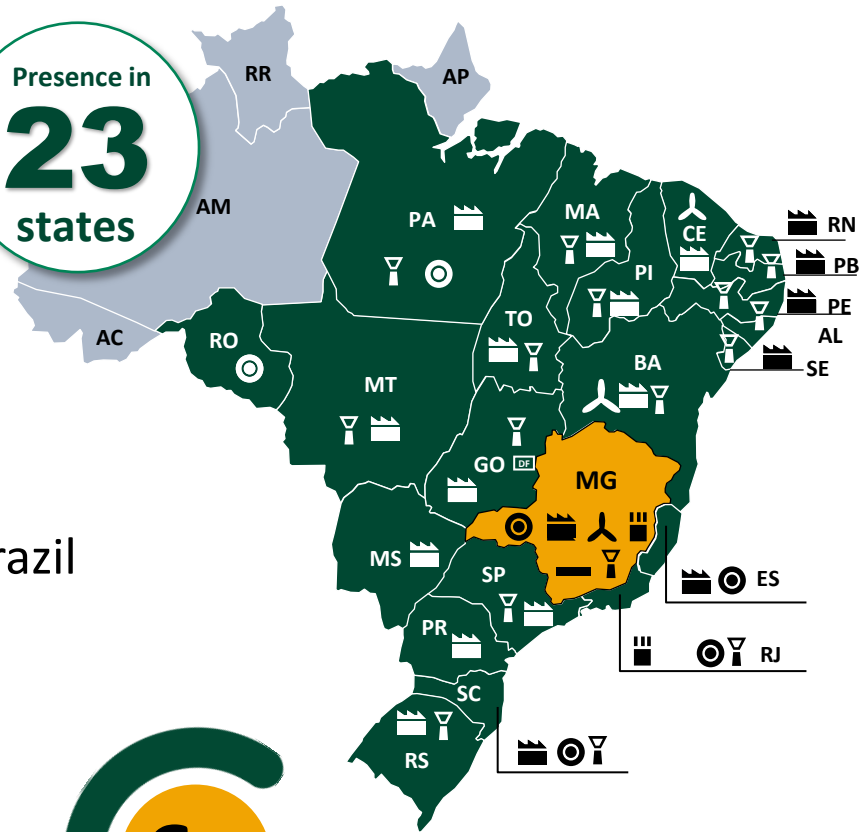 Presence in
23
states
RR
AP
AM
PA
MA
CE
RN
PB
PI
PE
TO
AL
AC
RO
BA
SE
MT
GO
DF
MG
razil
MS
SP
ES
PR
RJ
SC
RS